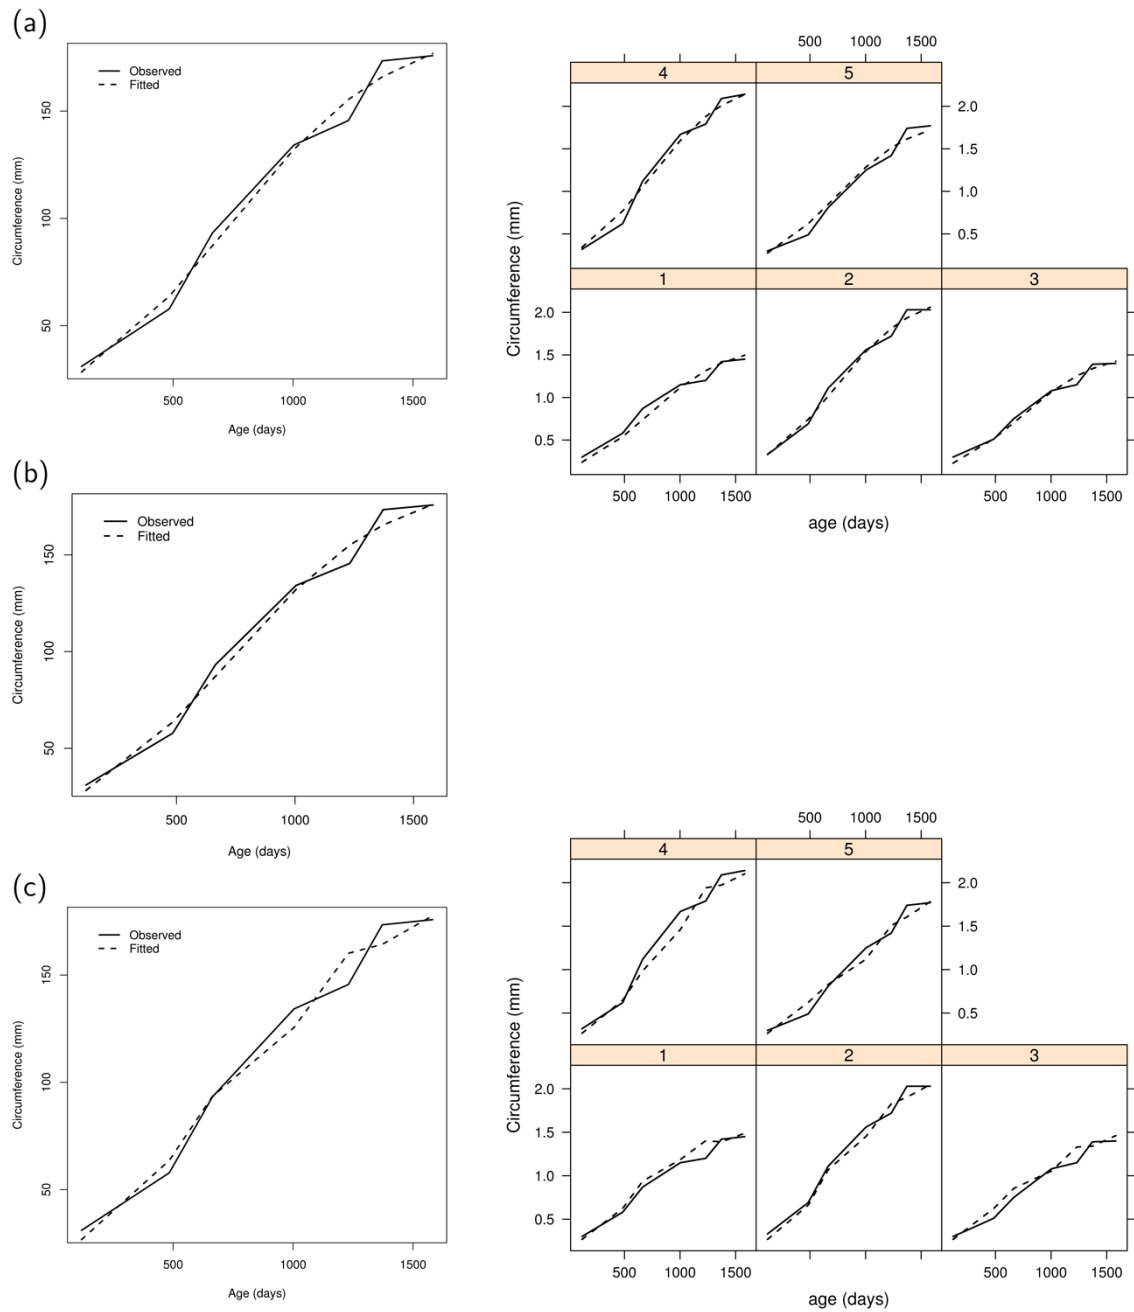 (a)
Observed
Fitted
50 100 150
Circumference (mm)
500 1000 1500
Age (days)
500 1000 1500
4 5
2.0
1.5
1.0
0.5
1 2 3
2.0
1.5
1.0
0.5
Circumference (mm)
500 1000 1500 500 1000 1500
age (days)
(b)
Observed
Fitted
50 100 150
Circumference (mm)
500 1000 1500
Age (days)
(c)
Observed
Fitted
50 100 150
Circumference (mm)
500 1000 1500
Age (days)
500 1000 1500
4 5
2.0
1.5
1.0
0.5
1 2 3
2.0
1.5
1.0
0.5
Circumference (mm)
500 1000 1500 500 1000 1500
age (days)